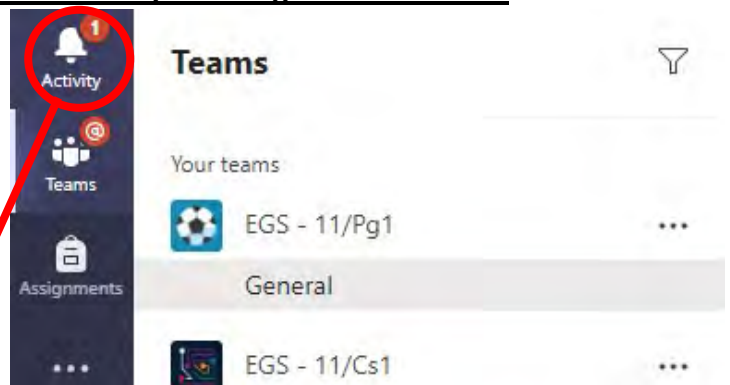 1
Activity
@
Teams
Assignments
...
Teams
Your teams
EGS - 11/Pg1 ...
General
EGS - 11/Cs1 ...